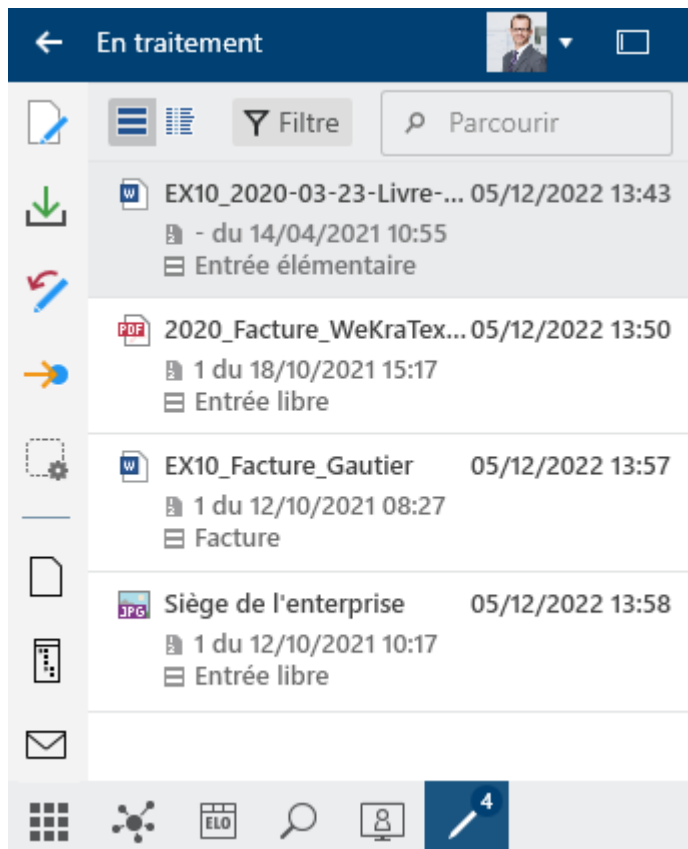 En traitement
Filtre
Parcourir
EX10_2020-03-23-Livre-... 05/12/2022 13:43
- du 14/04/2021 10:55
Entrée élémentaire
PDF 2020_Facture_WeKraTex... 05/12/2022 13:50
1 du 18/10/2021 15:17
Entrée libre
EX10_Facture_Gautier 05/12/2022 13:57
1 du 12/10/2021 08:27
Facture
JPG Siège de l'enterprise 05/12/2022 13:58
1 du 12/10/2021 10:17
Entrée libre
ELO
4